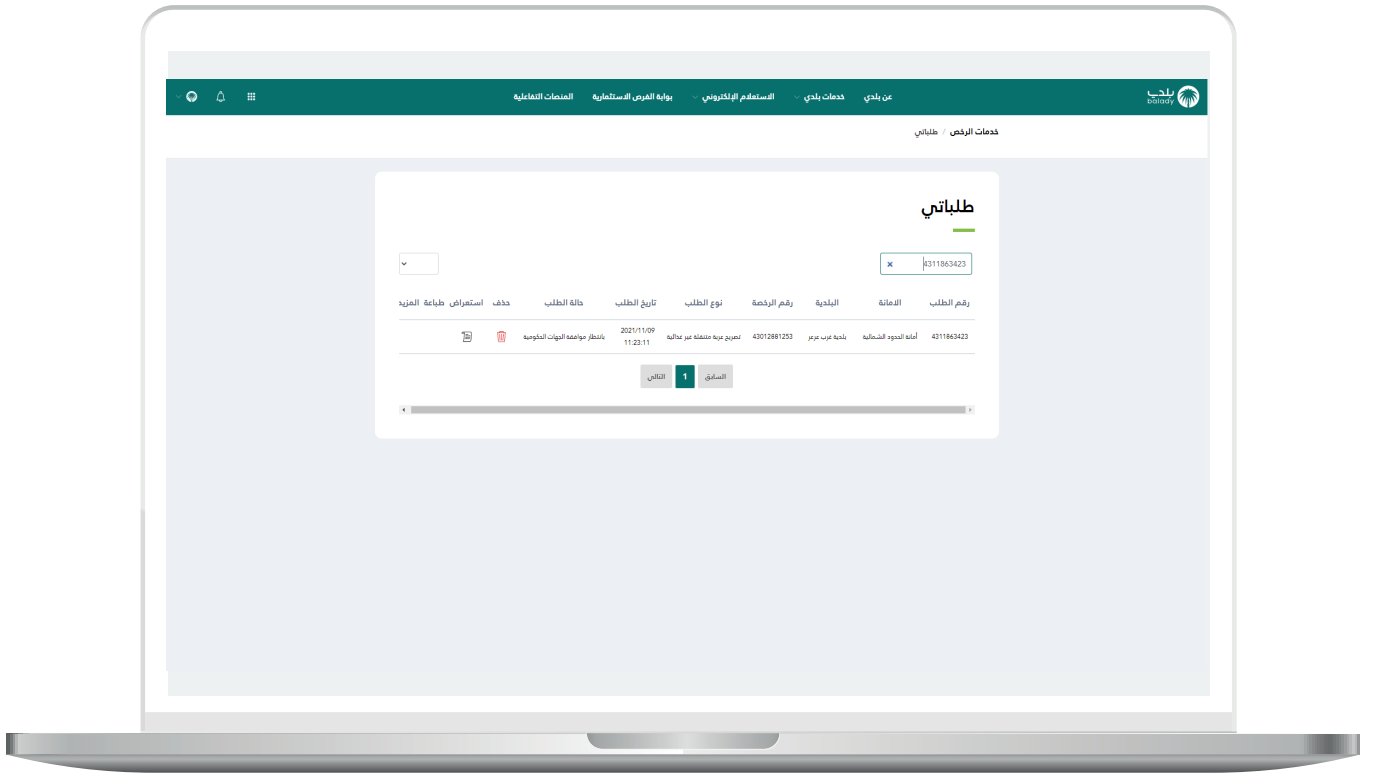 بلدي
balady
عن بلدي
خدمات بلدي
الاستعلام الإلكتروني
بوابة الفرص الاستثمارية
المنصات التفاعلية
خدمات الرخص / طلباتي
طلباتي
4311863423
رقم الطلب الامانة البلدية رقم الرخصة نوع الطلب تاريخ الطلب حالة الطلب حذف استعراض طباعة المزيد
4311863423 أمانة الحدود الشمالية بلدية غرب عرعر 43012881253 تصريح عربة متنقلة غير غذائية 2021/11/09 بانتظار موافقة الجهات الحكومية
11:23:11
السابق 1 التالي